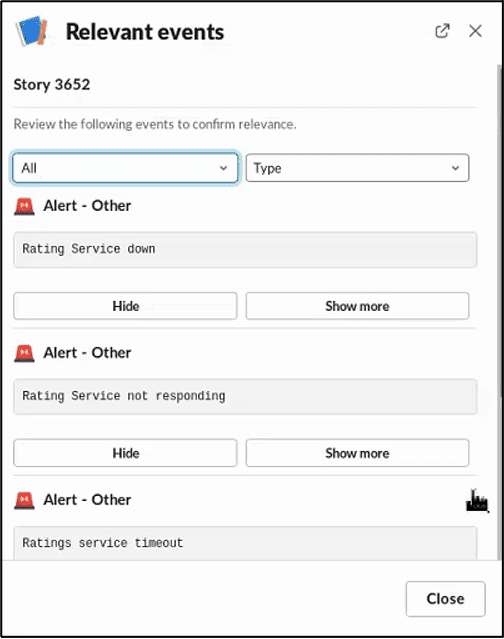 Relevant events
Story 3652
Review the following events to confirm relevance.
All
Type
Alert - Other
Rating Service down
Hide
Show more
Alert - Other
Rating Service not responding
Hide
Show more
Alert - Other
Ratings service timeout
Close